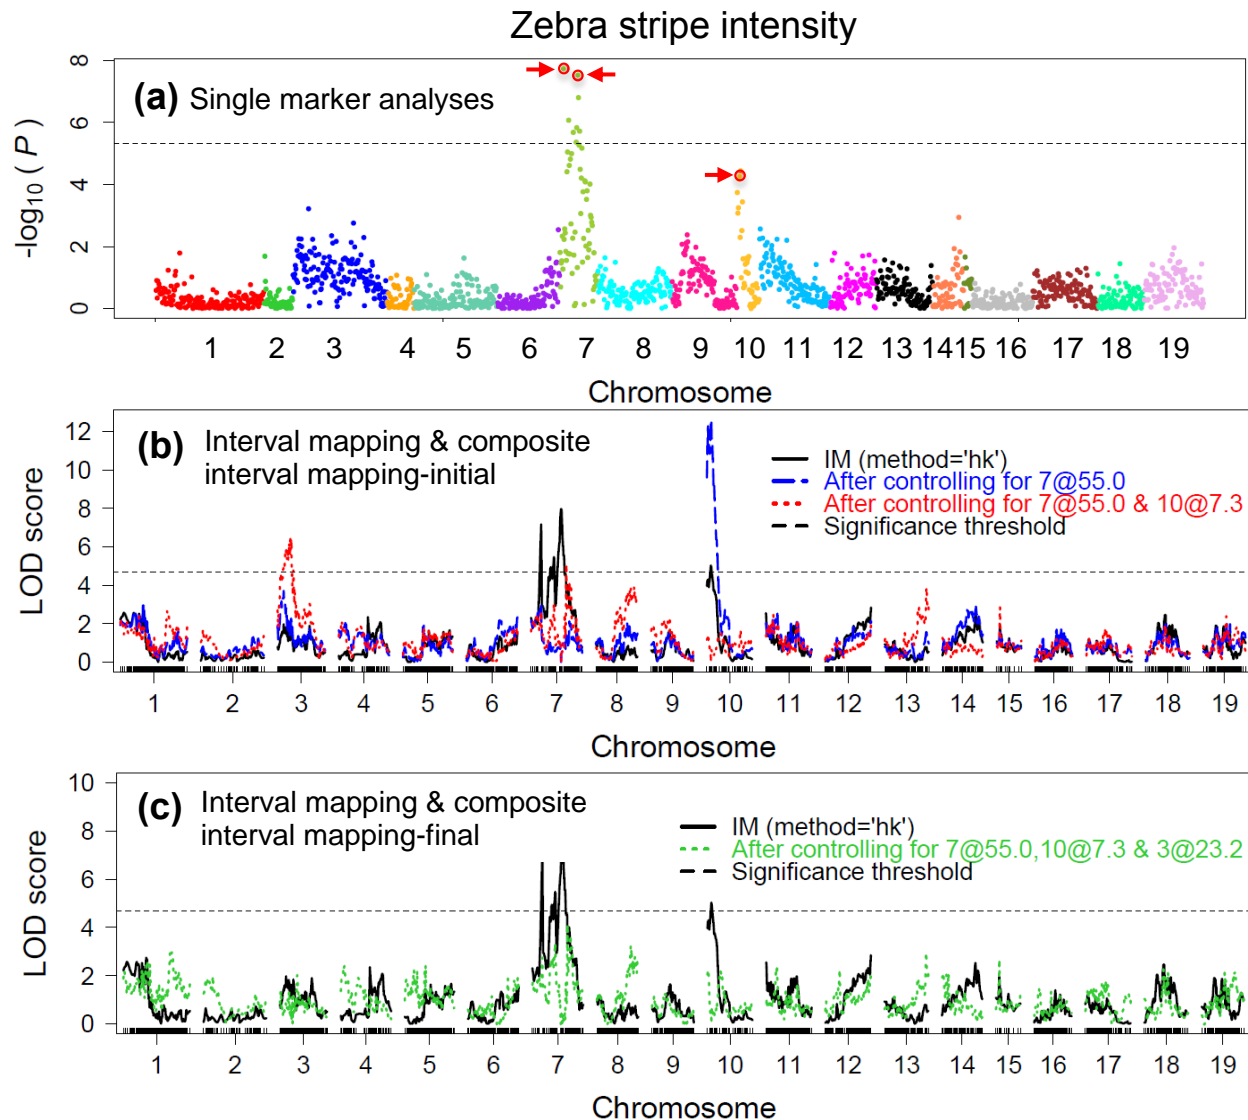 Zebra stripe intensity
(a) Single marker analyses
-log10 ( P )
8
6
4
2
0
1 2 3 4 5 6 7 8 9 10 11 12 13 14 15 16 17 18 19
Chromosome
(b) Interval mapping & composite
interval mapping-initial
IM (method='hk')
After controlling for 7@55.0
After controlling for 7@55.0 & 10@7.3
Significance threshold
LOD score
12
10
8
6
4
2
0
1 2 3 4 5 6 7 8 9 10 11 12 13 14 15 16 17 18 19
Chromosome
(c) Interval mapping & composite
interval mapping-final
IM (method='hk')
After controlling for 7@55.0,10@7.3 & 3@23.2
Significance threshold
LOD score
10
8
6
4
2
0
1 2 3 4 5 6 7 8 9 10 11 12 13 14 15 16 17 18 19
Chromosome